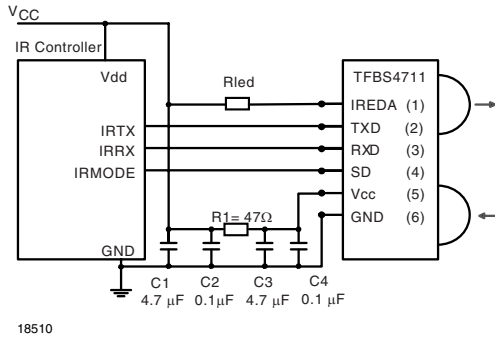 VCC
IR Controller
Vdd
Rled
TFBS4711
IREDA (1)
IRTX
TXD (2)
IRRX
RXD (3)
IRMODE
SD (4)
Vcc (5)
R1= 47Ω
GND (6)
GND
C1
C2
C3
C4
4.7 µF
0.1µF
4.7 µF
0.1 µF
18510